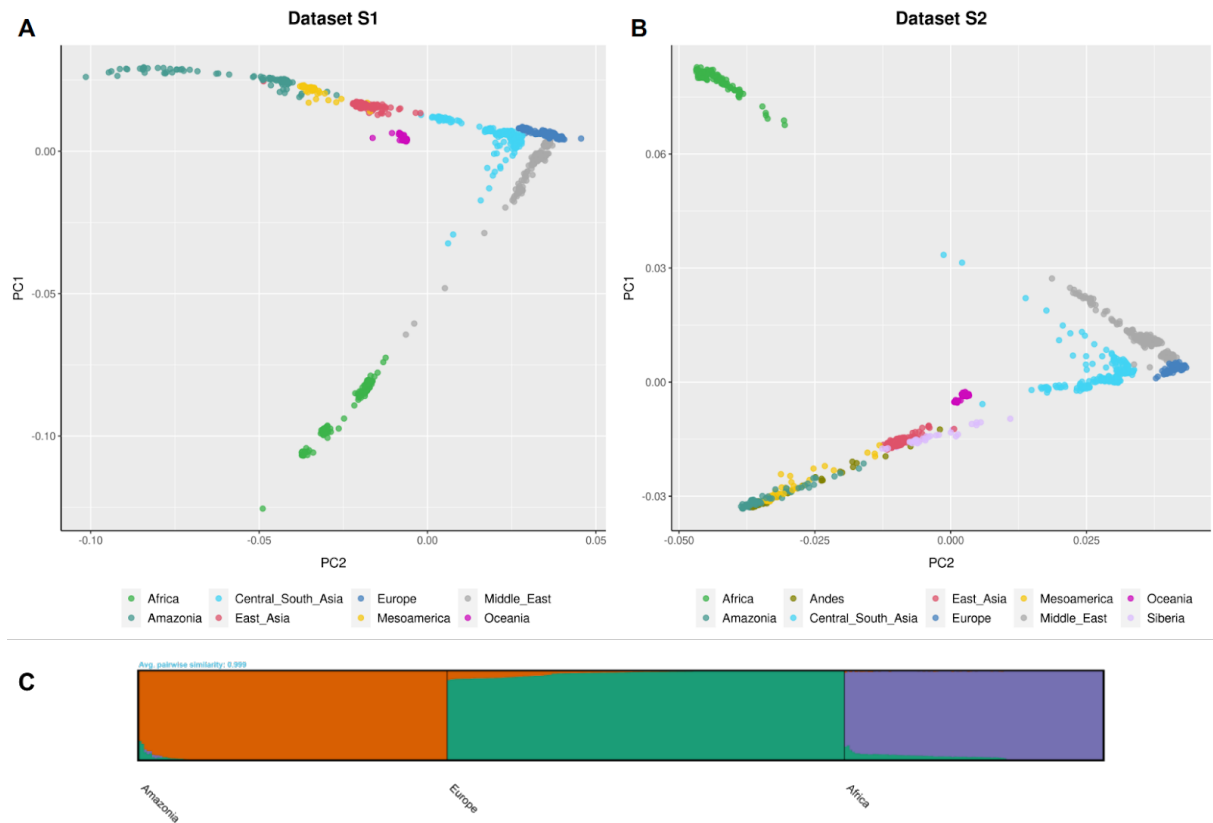 A
Dataset S1
B
Dataset S2
0.00
-0.05
-0.10
PC1
-0.10
-0.05
0.00
0.05
PC2
0.06
0.03
0.00
-0.03
PC1
-0.050
-0.025
0.000
0.025
PC2
Africa
Central_South_Asia
Europe
Middle_East
Amazonia
East_Asia
Mesoamerica
Oceania
Africa
Andes
East_Asia
Mesoamerica
Oceania
Amazonia
Central_South_Asia
Europe
Middle_East
Siberia
C
Avg. pairwise similarity: 0.999
Amazonia
Europe
Africa